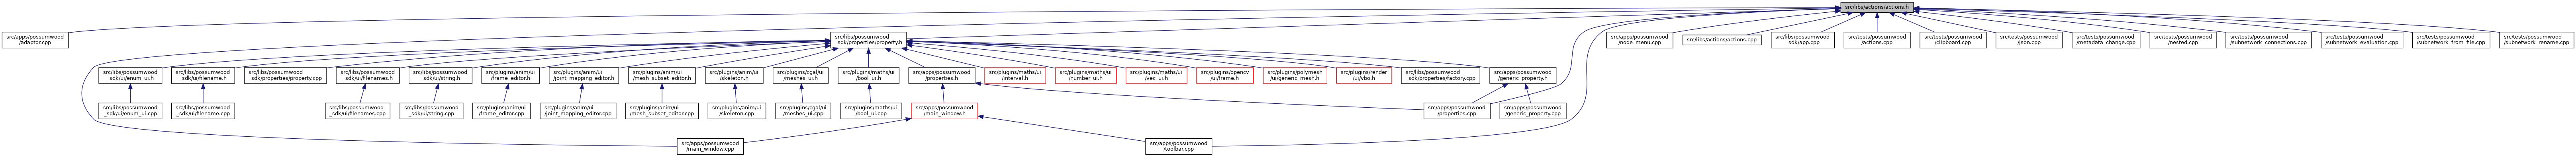 src/libs/actions/actions.h
src/apps/possumwood
/adaptor.cpp
src/libs/possumwood
_sdk/properties/property.h
src/apps/possumwood
/node_menu.cpp
src/libs/actions/actions.cpp
src/libs/possumwood
_sdk/app.cpp
src/tests/possumwood
/actions.cpp
src/tests/possumwood
/clipboard.cpp
src/tests/possumwood
/json.cpp
src/tests/possumwood
/metadata_change.cpp
src/tests/possumwood
/nested.cpp
src/tests/possumwood
/subnetwork_connections.cpp
src/tests/possumwood
/subnetwork_evaluation.cpp
src/tests/possumwood
/subnetwork_from_file.cpp
src/tests/possumwood
/subnetwork_rename.cpp
src/libs/possumwood
_sdk/ui/enum_ui.h
src/libs/possumwood
_sdk/ui/filename.h
src/libs/possumwood
_sdk/properties/property.cpp
src/libs/possumwood
_sdk/ui/filenames.h
src/libs/possumwood
_sdk/ui/string.h
src/plugins/anim/ui
/frame_editor.h
src/plugins/anim/ui
/joint_mapping_editor.h
src/plugins/anim/ui
/mesh_subset_editor.h
src/plugins/anim/ui
/skeleton.h
src/plugins/cgal/ui
/meshes_ui.h
src/plugins/maths/ui
/bool_ui.h
src/apps/possumwood
/properties.h
src/plugins/maths/ui
/interval.h
src/plugins/maths/ui
/number_ui.h
src/plugins/maths/ui
/vec_ui.h
src/plugins/opencv
/ui/frame.h
src/plugins/polymesh
/ui/generic_mesh.h
src/plugins/render
/ui/vbo.h
src/libs/possumwood
_sdk/properties/factory.cpp
src/apps/possumwood
/generic_property.h
src/libs/possumwood
_sdk/ui/enum_ui.cpp
src/libs/possumwood
_sdk/ui/filename.cpp
src/libs/possumwood
_sdk/ui/filenames.cpp
src/libs/possumwood
_sdk/ui/string.cpp
src/plugins/anim/ui
/frame_editor.cpp
src/plugins/anim/ui
/joint_mapping_editor.cpp
src/plugins/anim/ui
/mesh_subset_editor.cpp
src/plugins/anim/ui
/skeleton.cpp
src/plugins/cgal/ui
/meshes_ui.cpp
src/plugins/maths/ui
/bool_ui.cpp
src/apps/possumwood
/main_window.h
src/apps/possumwood
/properties.cpp
src/apps/possumwood
/generic_property.cpp
src/apps/possumwood
/main_window.cpp
src/apps/possumwood
/toolbar.cpp